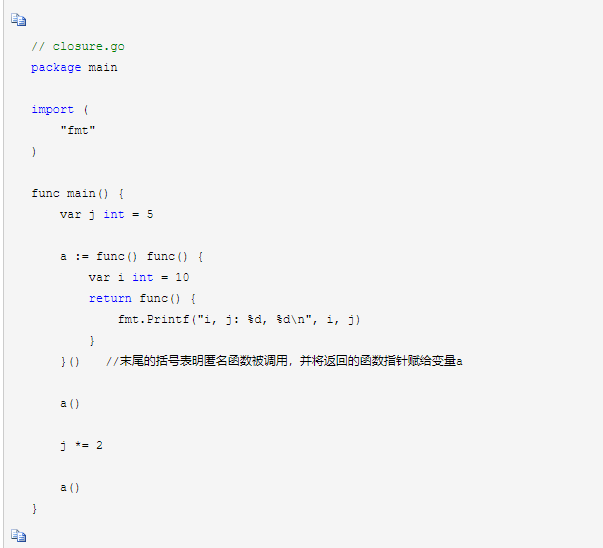 // closure.go
package main
import (
"fmt"
)
func main() {
var j int = 5
a := func() func() {
var i int = 10
return func() {
fmt.Printf("i, j: %d, %d\n", i, j)
}
}() //末尾的括号表明匿名函数被调用，并将返回的函数指针赋给变量a
a()
j *= 2
a()
}